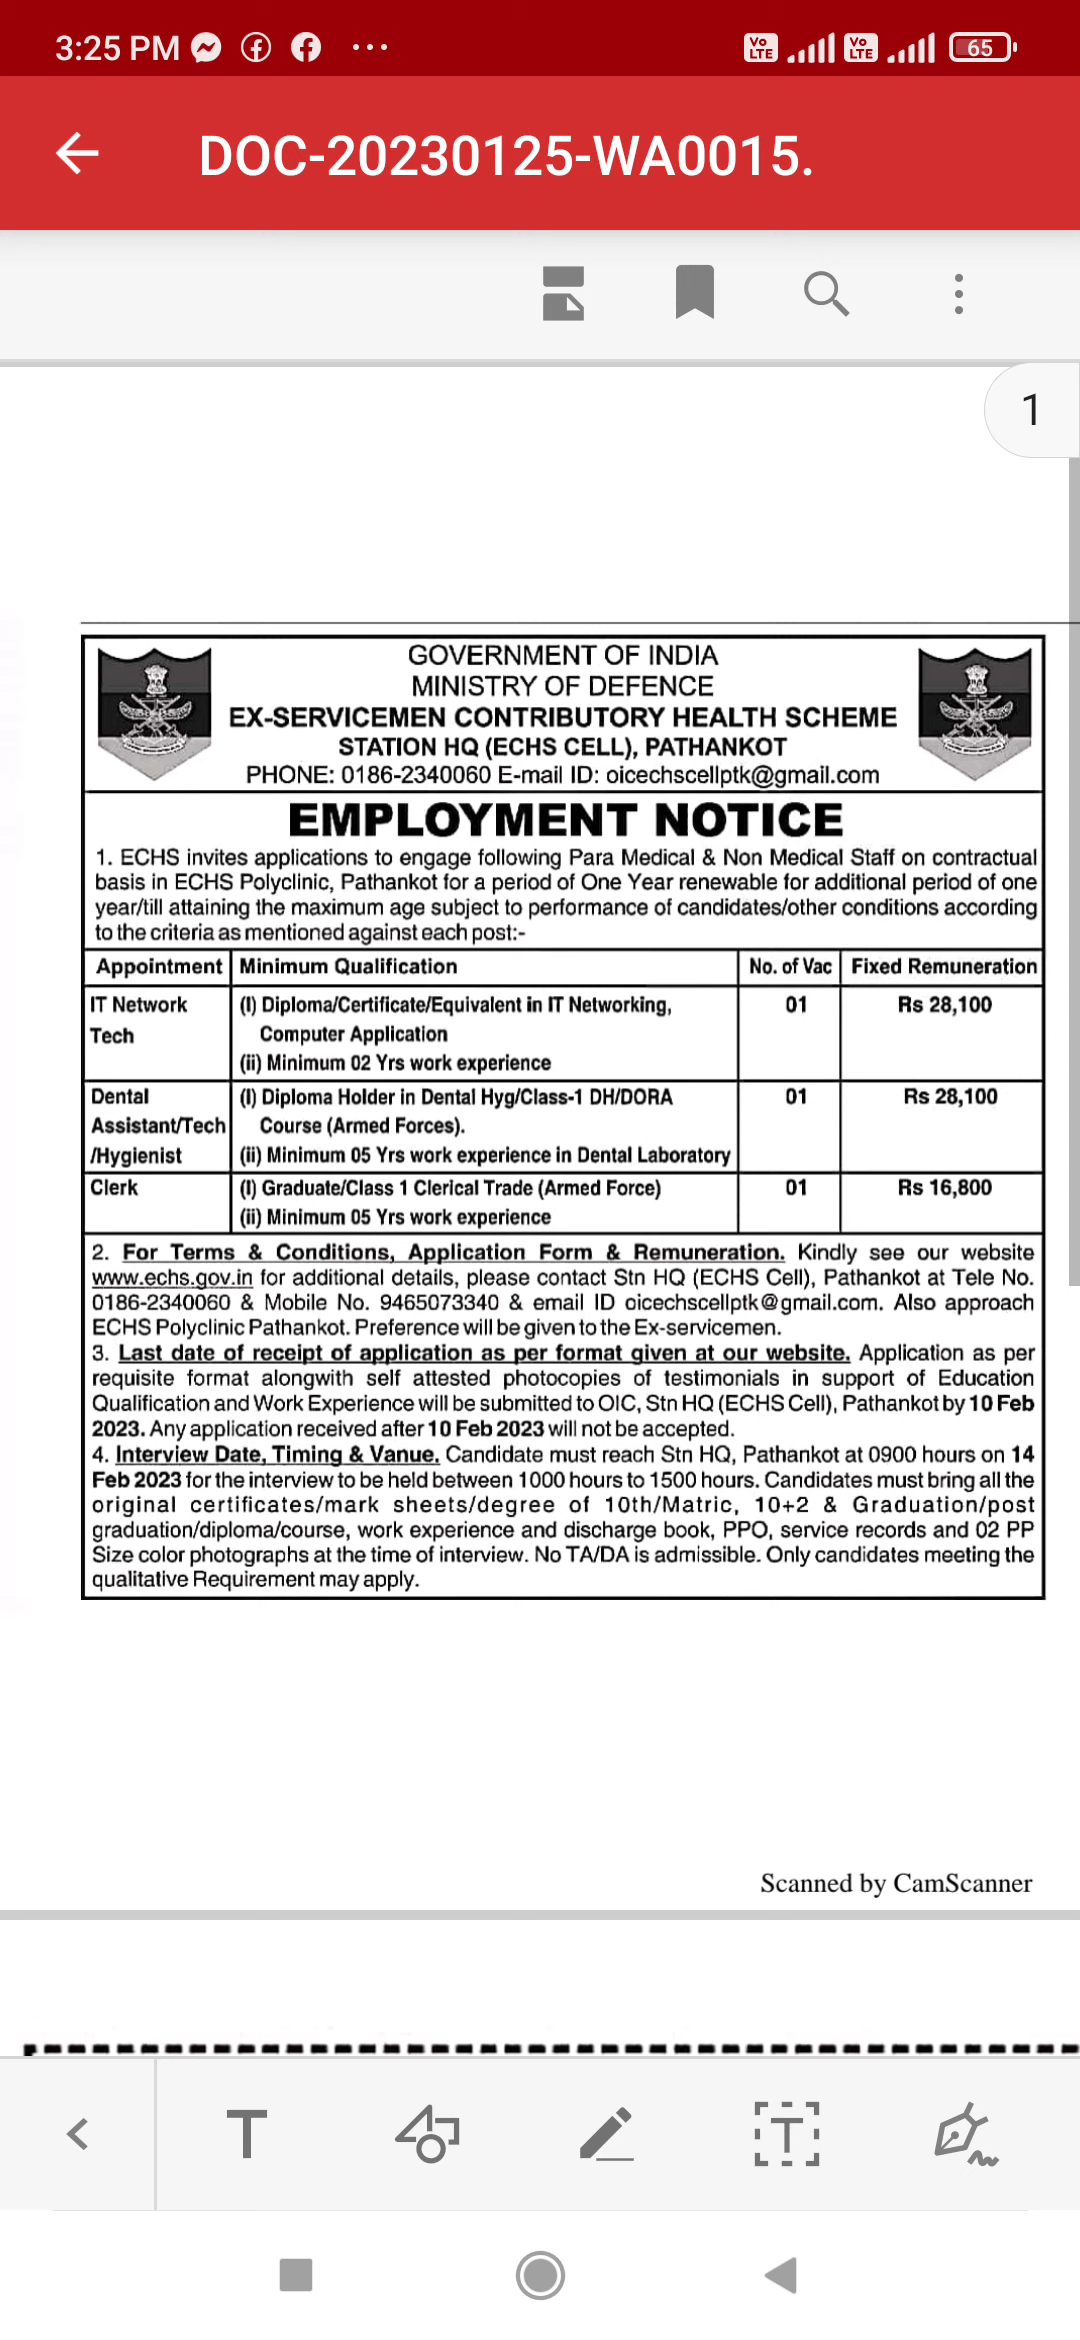 3:25 PM
Vo LTE
Vo LTE
65
DOC-20230125-WA0015.
1
GOVERNMENT OF INDIA
MINISTRY OF DEFENCE
EX-SERVICEMEN CONTRIBUTORY HEALTH SCHEME
STATION HQ (ECHS CELL), PATHANKOT
PHONE: 0186-2340060 E-mail ID: oicechscellptk@gmail.com
EMPLOYMENT NOTICE
1. ECHS invites applications to engage following Para Medical & Non Medical Staff on contractual
basis in ECHS Polyclinic, Pathankot for a period of One Year renewable for additional period of one
year/till attaining the maximum age subject to performance of candidates/other conditions according
to the criteria as mentioned against each post:-
Appointment Minimum Qualification No. of Vac Fixed Remuneration
IT Network (I) Diploma/Certificate/Equivalent in IT Networking, 01 Rs 28,100
Tech Computer Application
(ii) Minimum 02 Yrs work experience
Dental (I) Diploma Holder in Dental Hyg/Class-1 DH/DORA 01 Rs 28,100
Assistant/Tech Course (Armed Forces).
/Hygienist (ii) Minimum 05 Yrs work experience in Dental Laboratory
Clerk (I) Graduate/Class 1 Clerical Trade (Armed Force) 01 Rs 16,800
(ii) Minimum 05 Yrs work experience
2. For Terms & Conditions, Application Form & Remuneration. Kindly see our website
www.echs.gov.in for additional details, please contact Stn HQ (ECHS Cell), Pathankot at Tele No.
0186-2340060 & Mobile No. 9465073340 & email ID oicechscellptk@gmail.com. Also approach
ECHS Polyclinic Pathankot. Preference will be given to the Ex-servicemen.
3. Last date of receipt of application as per format given at our website. Application as per
requisite format alongwith self attested photocopies of testimonials in support of Education
Qualification and Work Experience will be submitted to OIC, Stn HQ (ECHS Cell), Pathankot by 10 Feb
2023. Any application received after 10 Feb 2023 will not be accepted.
4. Interview Date, Timing & Vanue. Candidate must reach Stn HQ, Pathankot at 0900 hours on 14
Feb 2023 for the interview to be held between 1000 hours to 1500 hours. Candidates must bring all the
original certificates/mark sheets/degree of 10th/Matric, 10+2 & Graduation/post
graduation/diploma/course, work experience and discharge book, PPO, service records and 02 PP
Size color photographs at the time of interview. No TA/DA is admissible. Only candidates meeting the
qualitative Requirement may apply.
Scanned by CamScanner